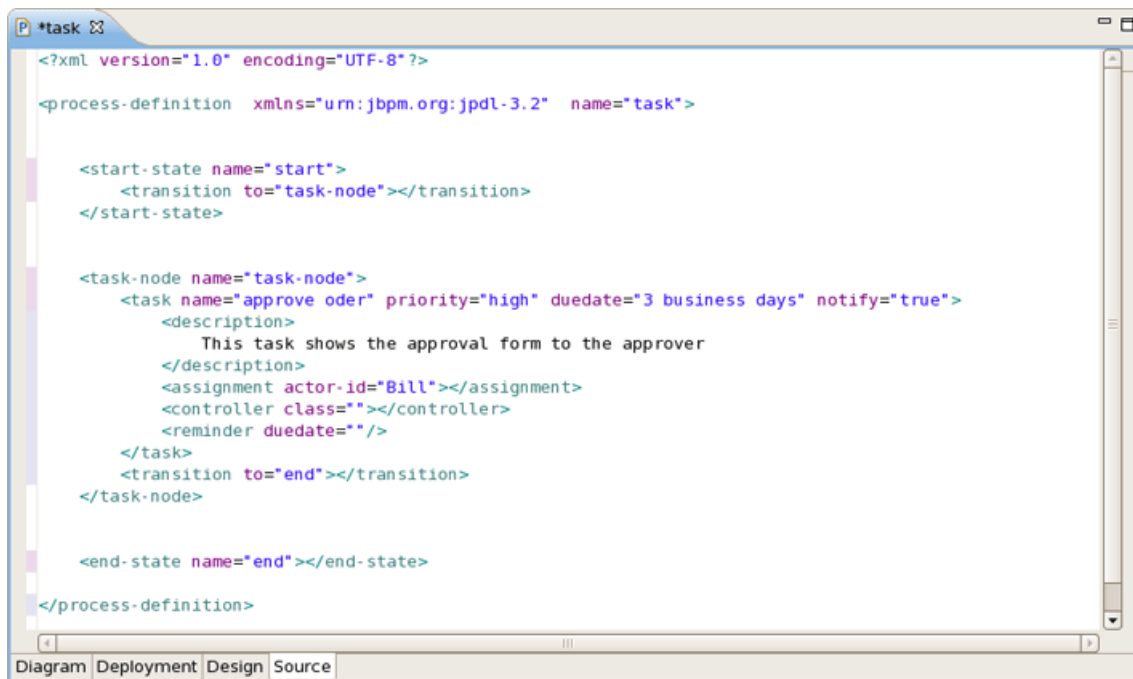 *task
<?xml version="1.0" encoding="UTF-8"?>
<process-definition  xmlns="urn:jbpm.org:jpdl-3.2"  name="task">
    <start-state name="start">
        <transition to="task-node"></transition>
    </start-state>
    <task-node name="task-node">
        <task name="approve oder" priority="high" duedate="3 business days" notify="true">
            <description>
                This task shows the approval form to the approver
            </description>
            <assignment actor-id="Bill"></assignment>
            <controller class=""></controller>
            <reminder duedate=""/>
        </task>
        <transition to="end"></transition>
    </task-node>
    <end-state name="end"></end-state>
</process-definition>
Diagram Deployment Design Source